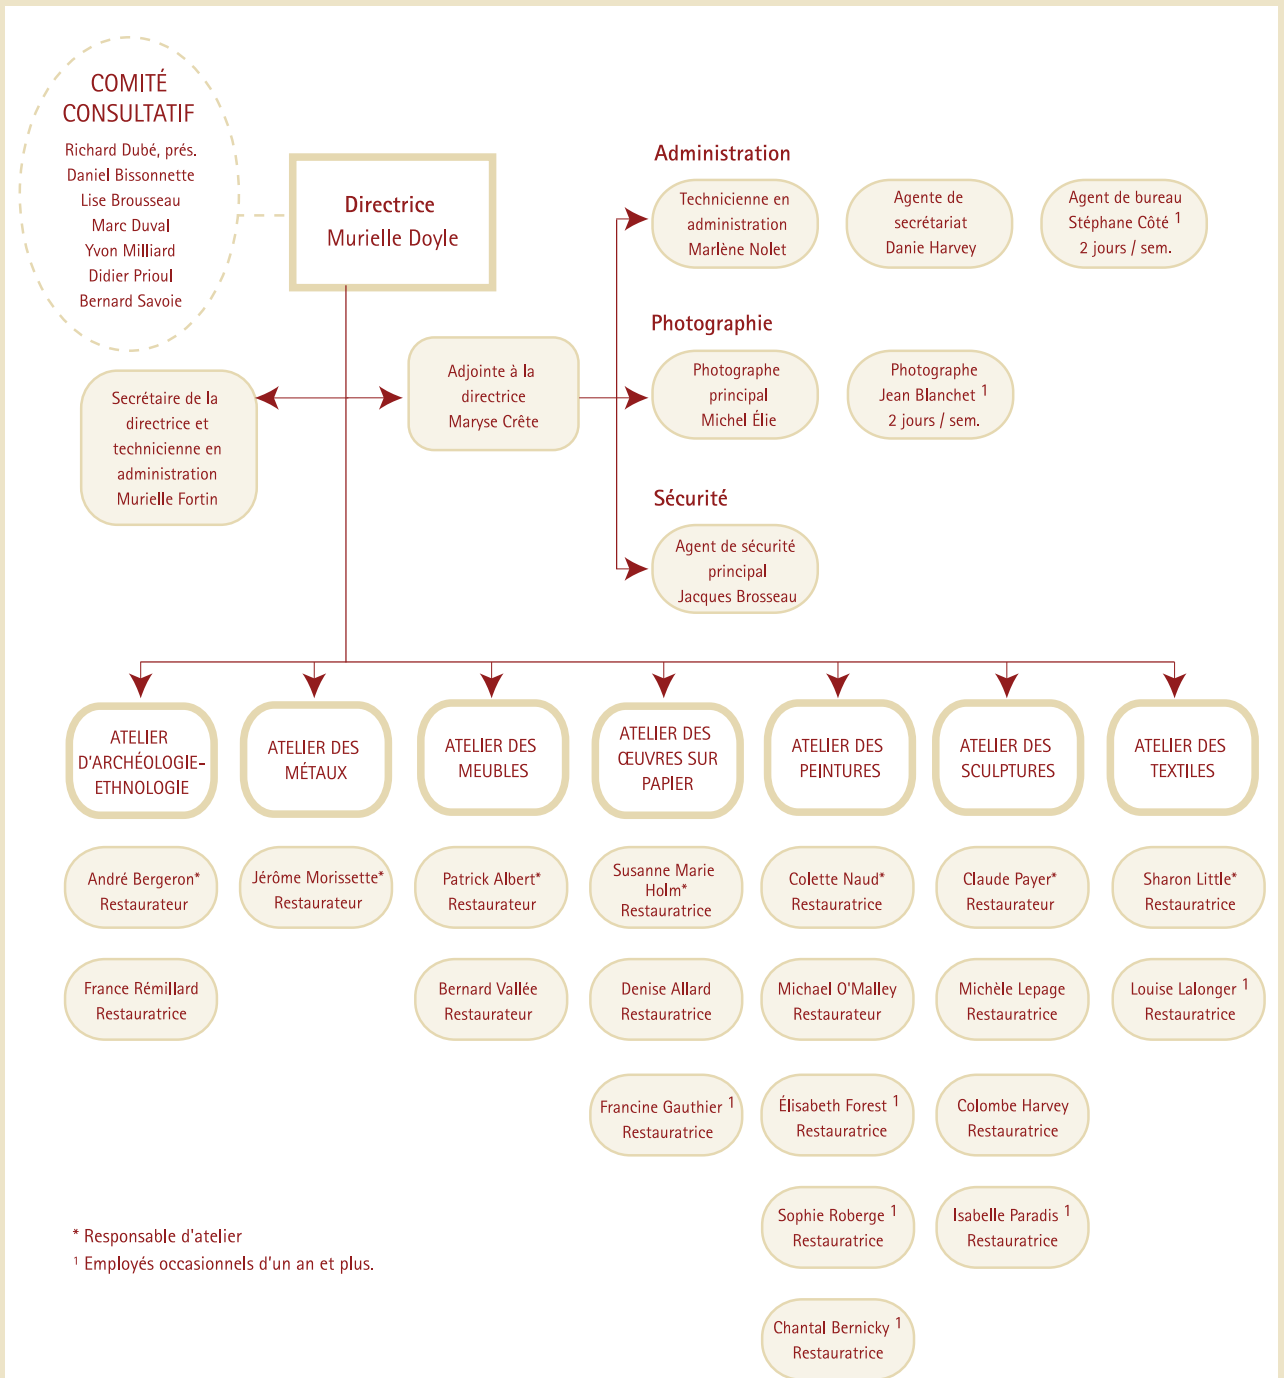 COMITÉ
CONSULTATIF
Richard Dubé, prés.
Daniel Bissonnette
Lise Brousseau
Marc Duval
Yvon Milliard
Didier Prioul
Bernard Savoie
Directrice
Murielle Doyle
Administration
Technicienne en
administration
Marlène Nolet
Agente de
secrétariat
Danie Harvey
Agent de bureau
Stéphane Côté 1
2 jours / sem.
Photographie
Photographe
principal
Michel Élie
Photographe
Jean Blanchet 1
2 jours / sem.
Adjointe à la
directrice
Maryse Crête
Secrétaire de la
directrice et
technicienne en
administration
Murielle Fortin
Sécurité
Agent de sécurité
principal
Jacques Brosseau
ATELIER
D'ARCHÉOLOGIE-
ETHNOLOGIE
ATELIER DES
MÉTAUX
ATELIER DES
MEUBLES
ATELIER DES
ŒUVRES SUR
PAPIER
ATELIER DES
PEINTURES
ATELIER DES
SCULPTURES
ATELIER DES
TEXTILES
André Bergeron*
Restaurateur
Jérôme Morissette*
Restaurateur
Patrick Albert*
Restaurateur
Susanne Marie
Holm*
Restauratrice
Colette Naud*
Restauratrice
Claude Payer*
Restaurateur
Sharon Little*
Restauratrice
France Rémillard
Restauratrice
Bernard Vallée
Restaurateur
Denise Allard
Restauratrice
Michael O'Malley
Restaurateur
Michèle Lepage
Restauratrice
Louise Lalonger 1
Restauratrice
Francine Gauthier 1
Restauratrice
Élisabeth Forest 1
Restauratrice
Colombe Harvey
Restauratrice
Sophie Roberge 1
Restauratrice
Isabelle Paradis 1
Restauratrice
Chantal Bernicky 1
Restauratrice
* Responsable d'atelier
1 Employés occasionnels d'un an et plus.